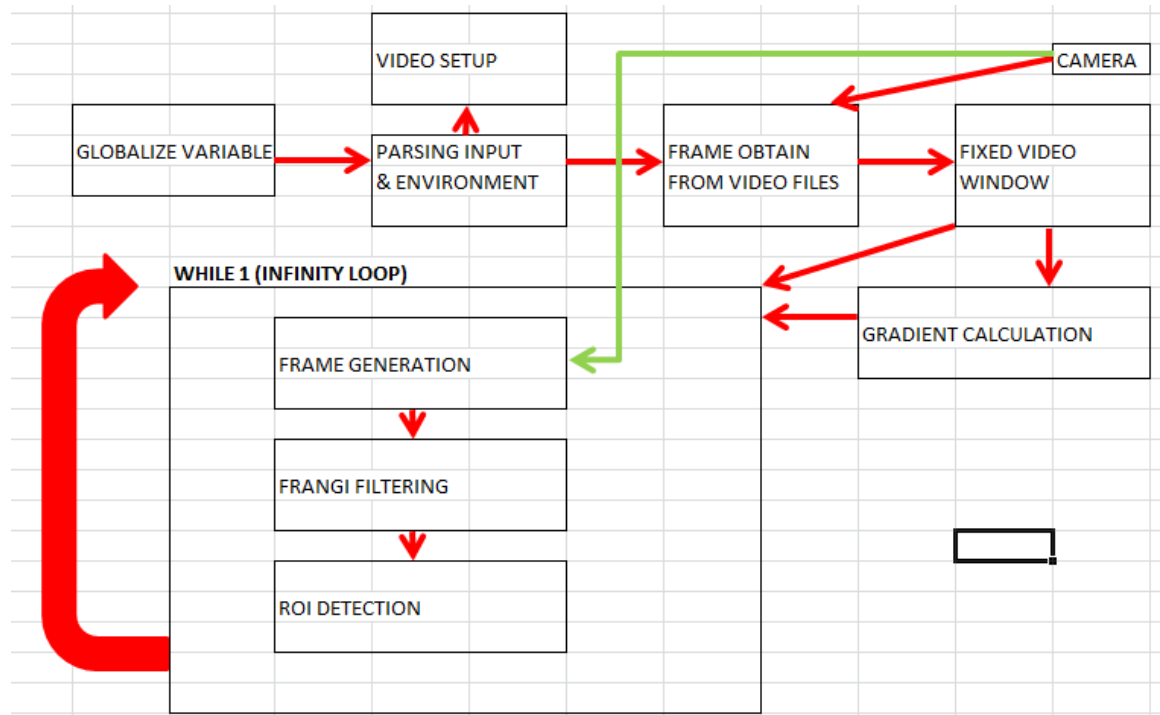 VIDEO SETUP
CAMERA
GLOBALIZE VARIABLE
PARSING INPUT
& ENVIRONMENT
FRAME OBTAIN
FROM VIDEO FILES
FIXED VIDEO
WINDOW
WHILE 1 (INFINITY LOOP)
GRADIENT CALCULATION
FRAME GENERATION
FRANGI FILTERING
ROI DETECTION